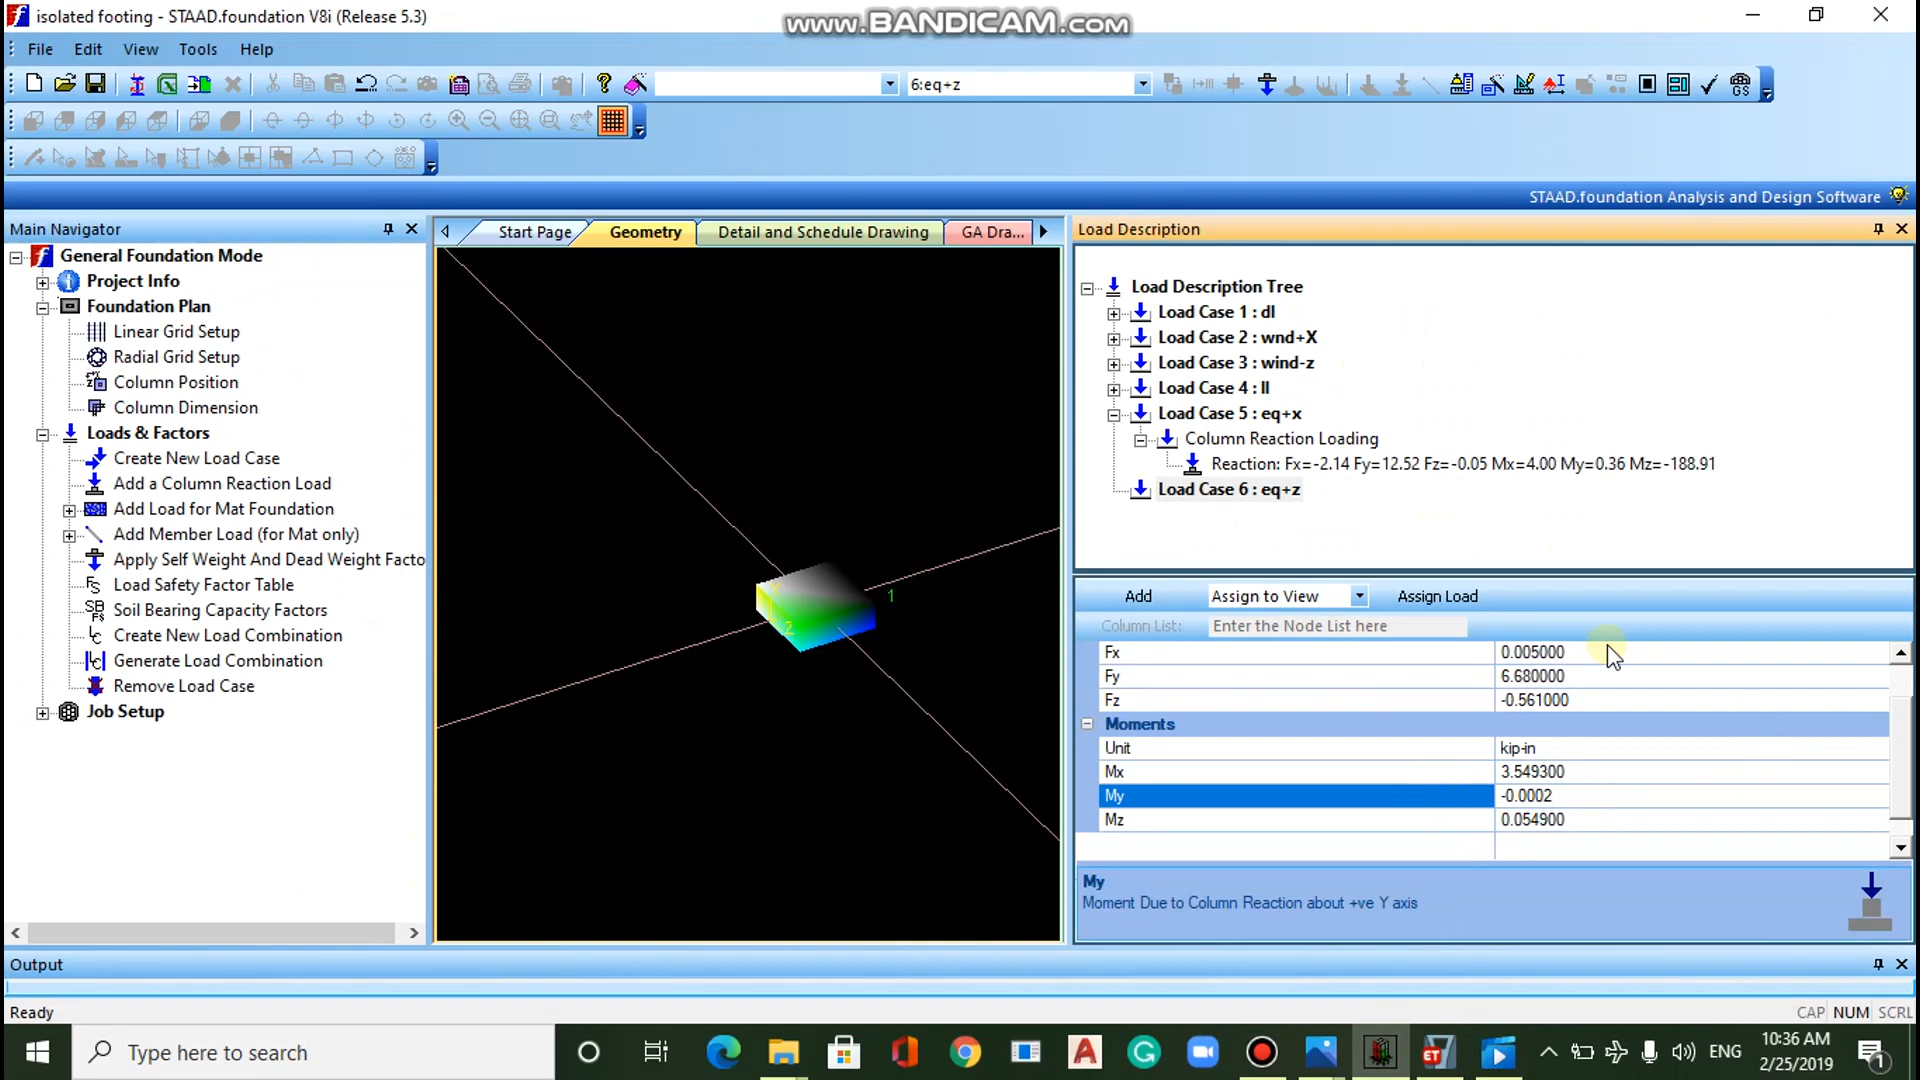 isolated footing - STAAD.foundation V8i (Release 5.3)
www.BANDICAM.com
File Edit View Tools Help
6:eq+z
GS
STAAD.foundation Analysis and Design Software
Main Navigator
General Foundation Mode
Project Info
Foundation Plan
Linear Grid Setup
Radial Grid Setup
Column Position
Column Dimension
Loads & Factors
Create New Load Case
Add a Column Reaction Load
Add Load for Mat Foundation
Add Member Load (for Mat only)
Apply Self Weight And Dead Weight Facto
Load Safety Factor Table
Soil Bearing Capacity Factors
Create New Load Combination
Generate Load Combination
Remove Load Case
Job Setup
Start Page Geometry Detail and Schedule Drawing GA Dra...
1
Y
Z
Load Description
Load Description Tree
Load Case 1 : dl
Load Case 2 : wnd+X
Load Case 3 : wind-z
Load Case 4 : ll
Load Case 5 : eq+x
Column Reaction Loading
Reaction: Fx=-2.14 Fy=12.52 Fz=-0.05 Mx=4.00 My=0.36 Mz=-188.91
Load Case 6 : eq+z
Add Assign to View Assign Load
Column List: Enter the Node List here
Fx 0.005000
Fy 6.680000
Fz -0.561000
Moments
Unit kip-in
Mx 3.549300
My -0.0002
Mz 0.054900
My
Moment Due to Column Reaction about +ve Y axis
Output
Ready
CAP NUM SCRL
Type here to search
ENG
10:36 AM
2/25/2019
1